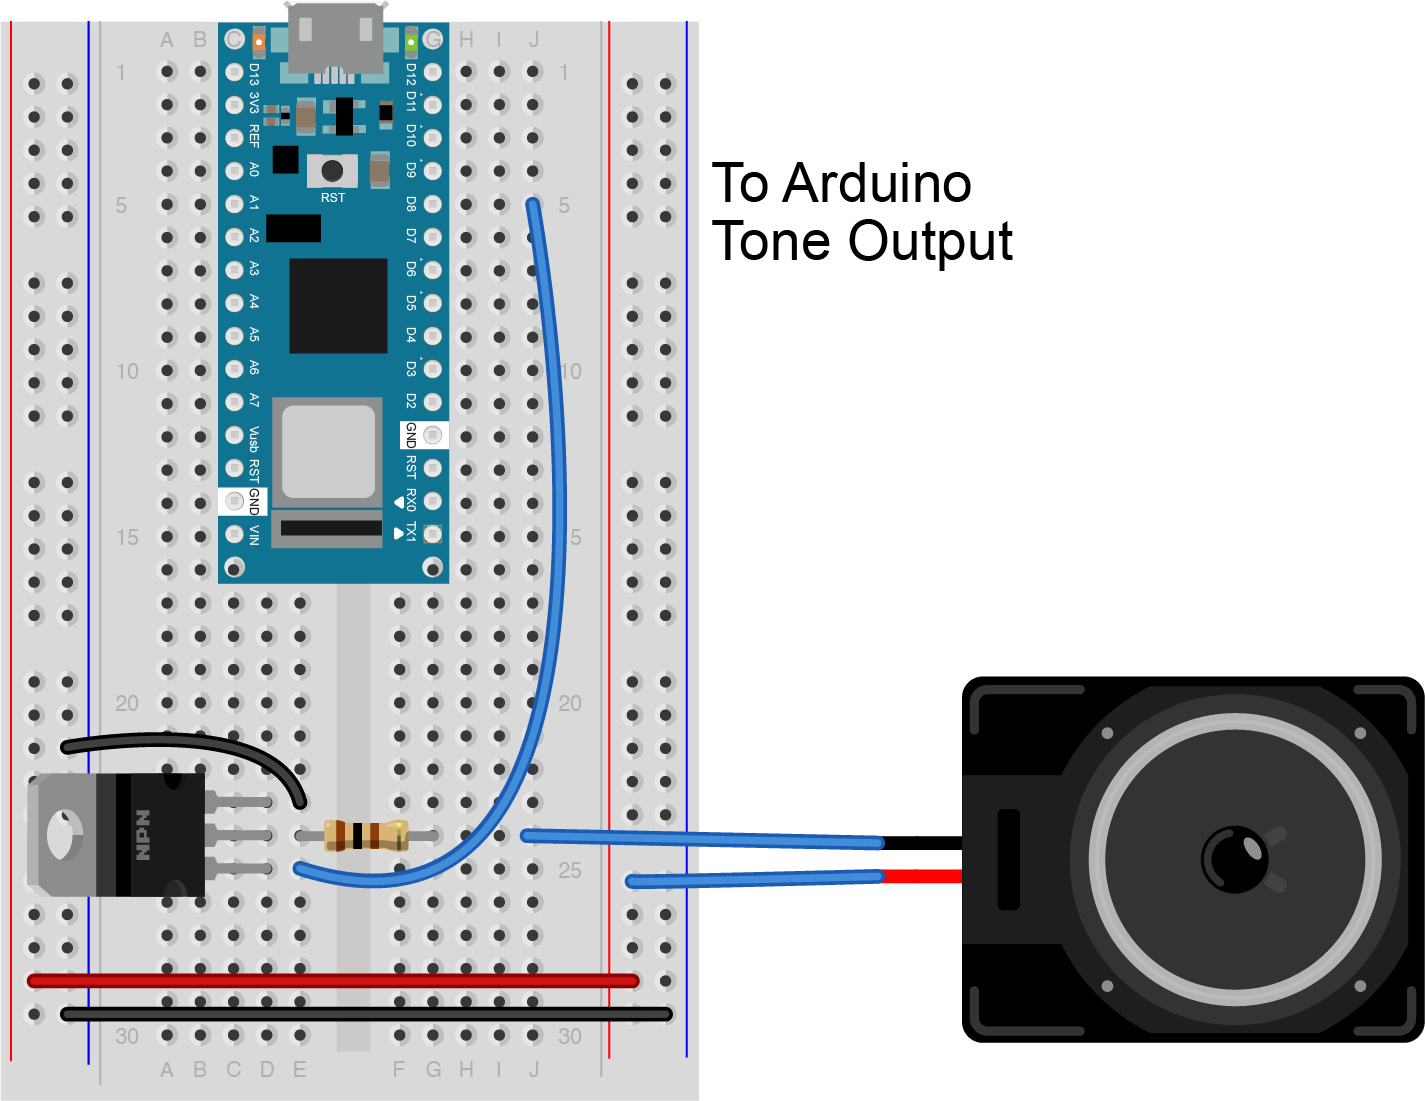 A B C G H I J
D13 D12
1 1
3V3 D11
REF D10
A0 D9
RST
5 A1 D8 5
A2 D7
A3 D6
A4 D5
A5 D4
10 A6 D3 10
A7 D2
Vusb GND
RST RST
GND RX0
15 VIN TX1 5
To Arduino
Tone Output
20 20
NPN
25
30 30
A B C D E F G H I J